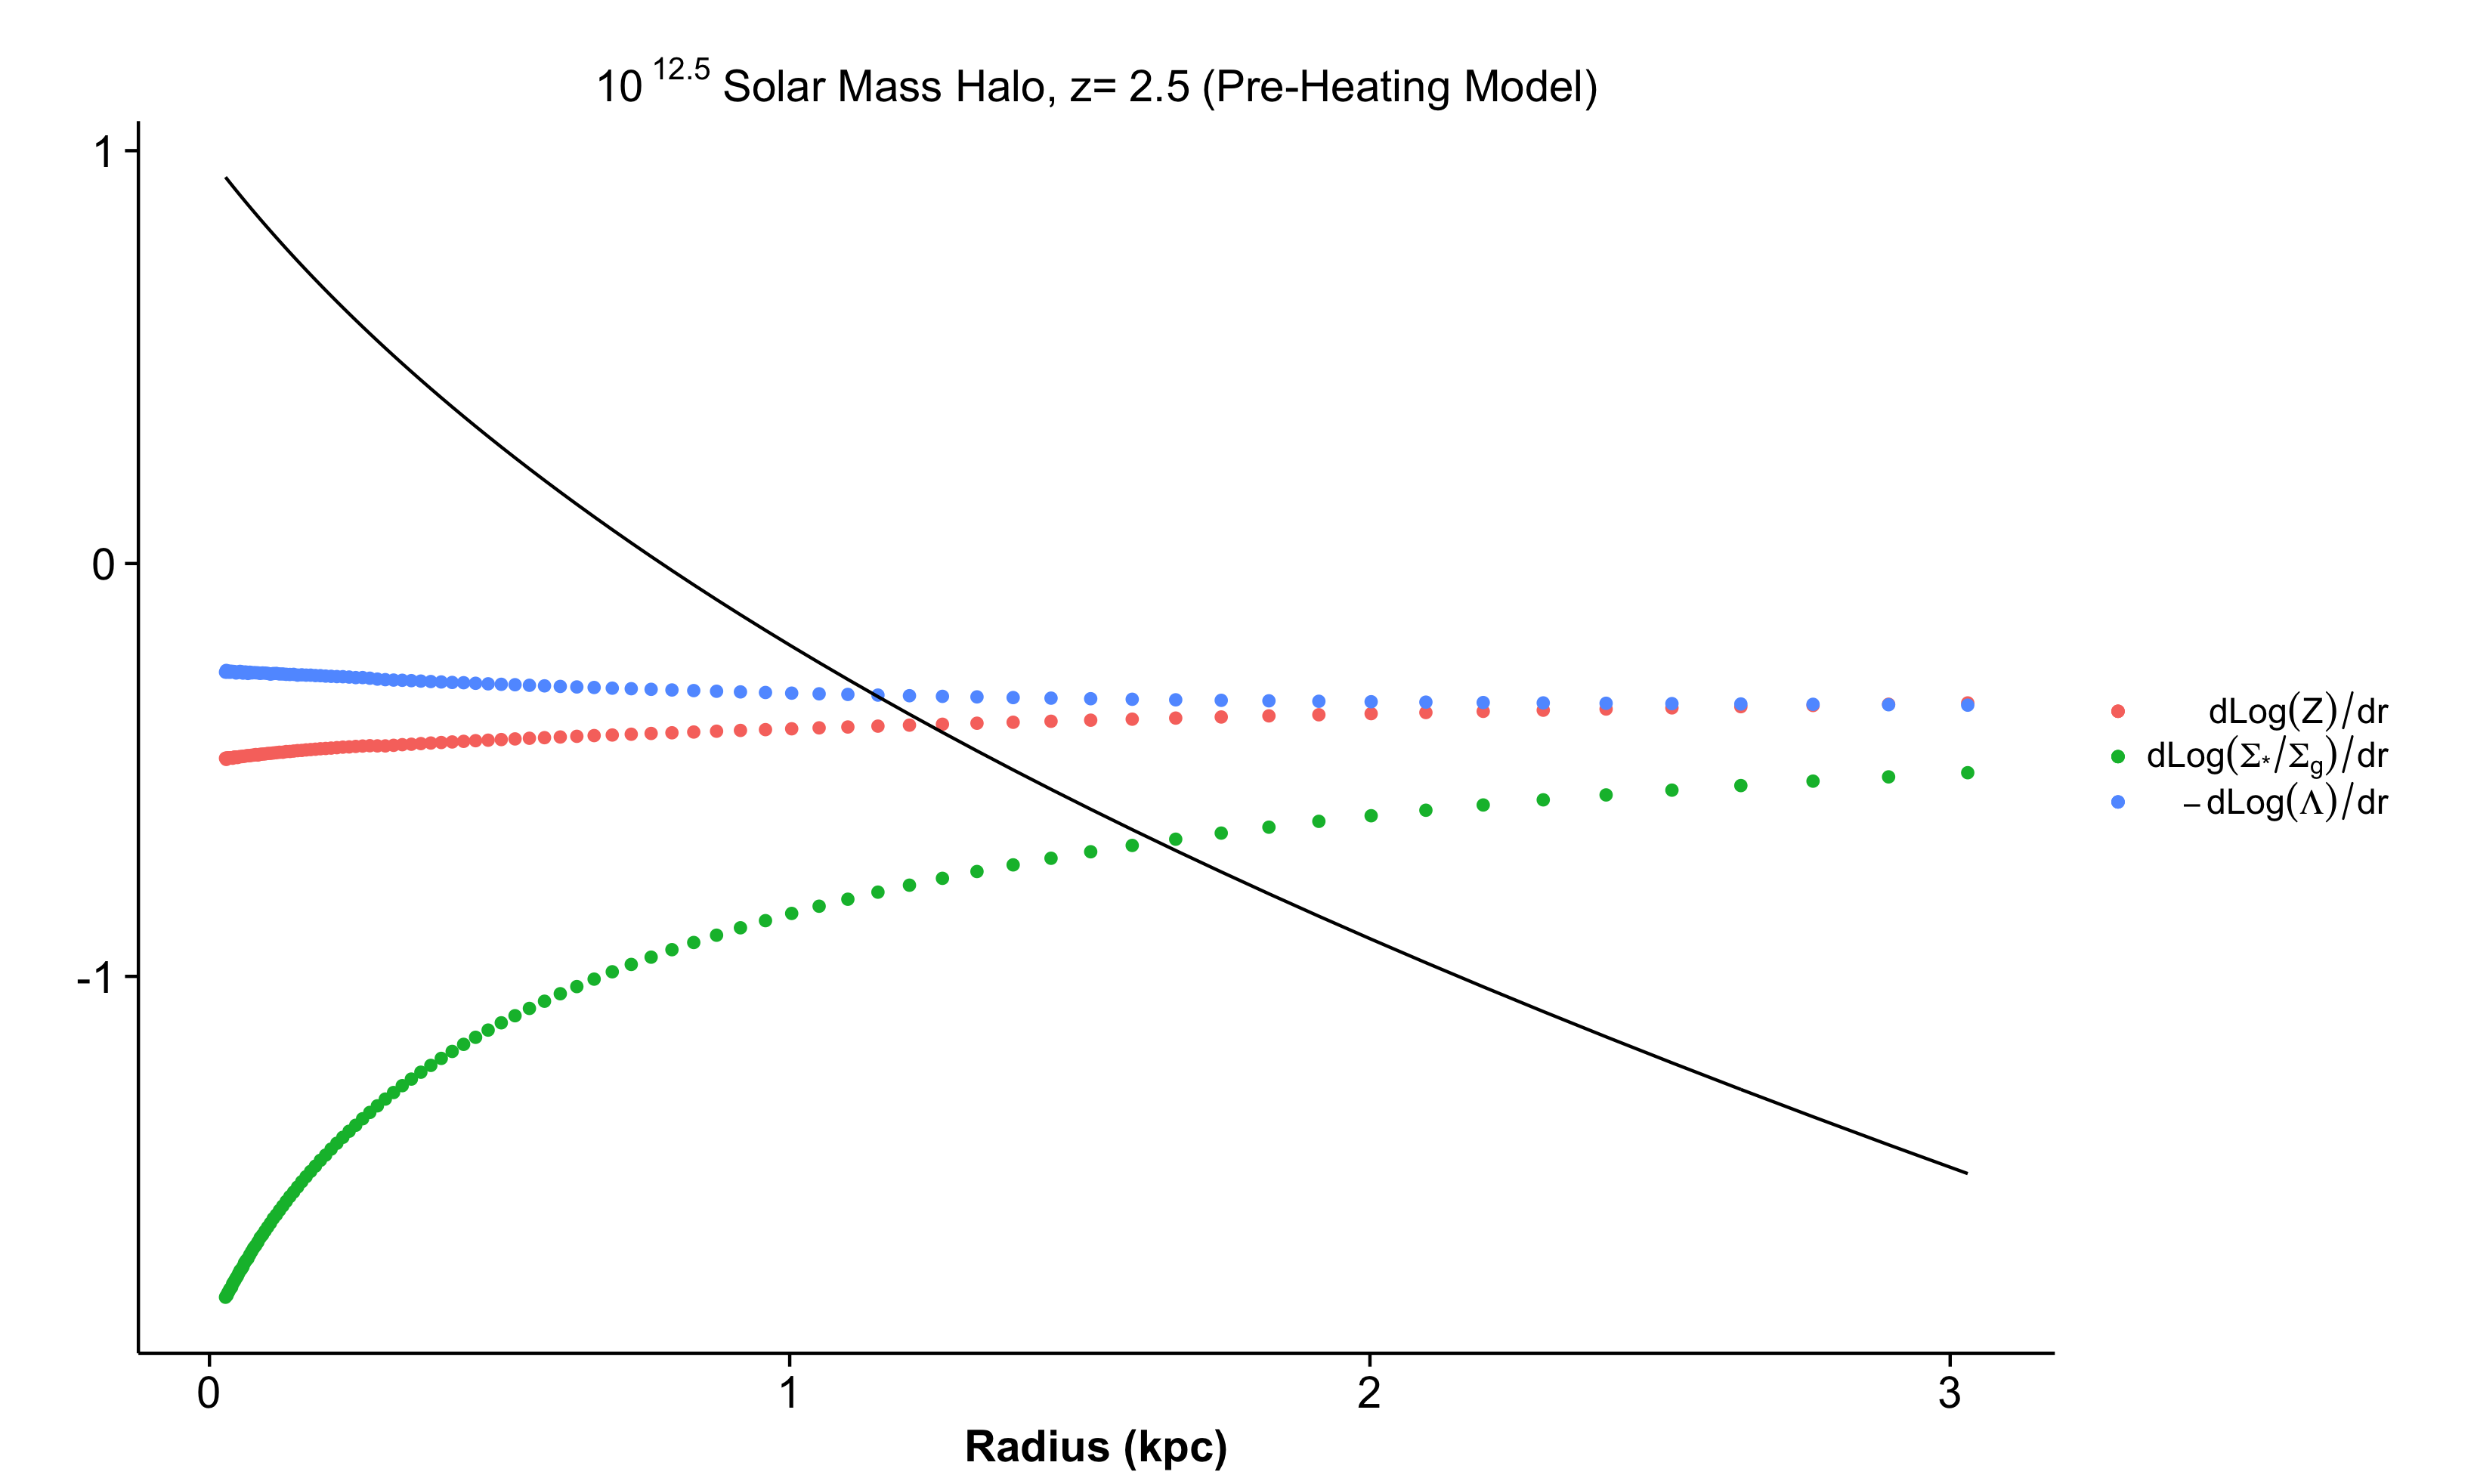 10 12.5 Solar Mass Halo, z= 2.5 (Pre-Heating Model)
1
0
-1
0 1 2 3
Radius (kpc)
dLog(Z)/dr
dLog(Σ*/Σg)/dr
−dLog(Λ)/dr